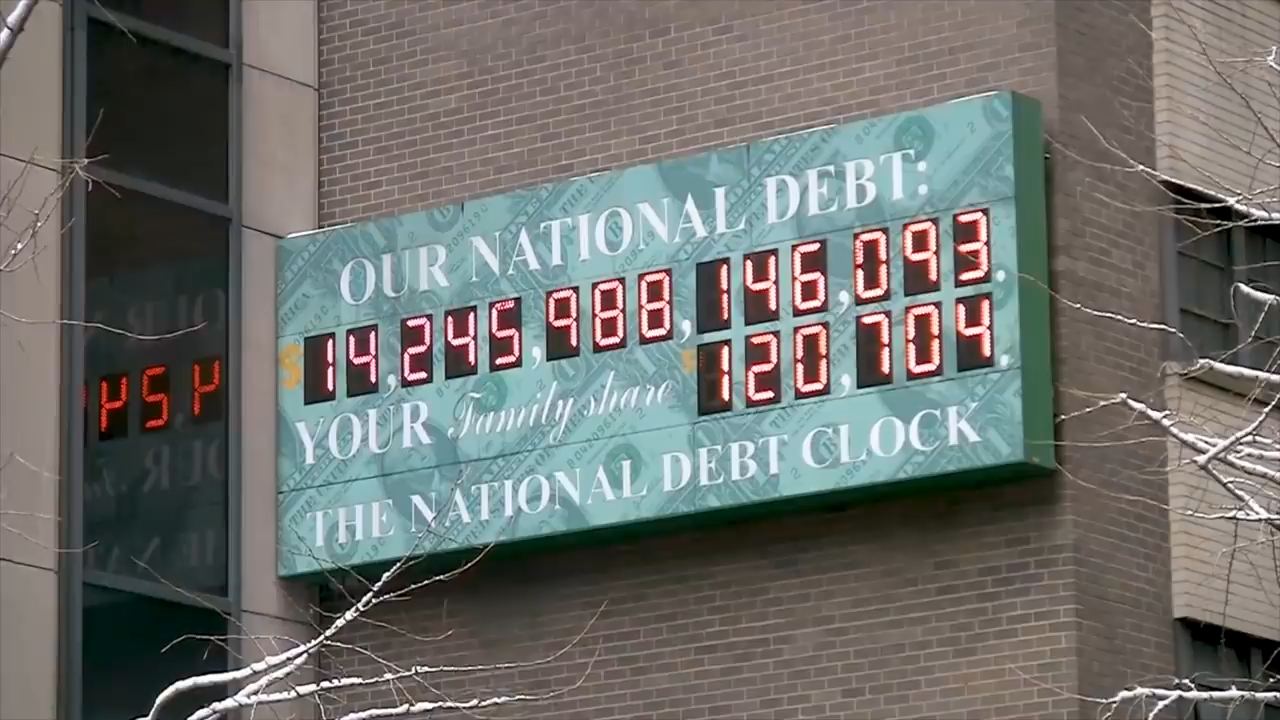 OUR NATIONAL DEBT:
$14,245,988,146,093.
YOUR Family share $120,704.
THE NATIONAL DEBT CLOCK